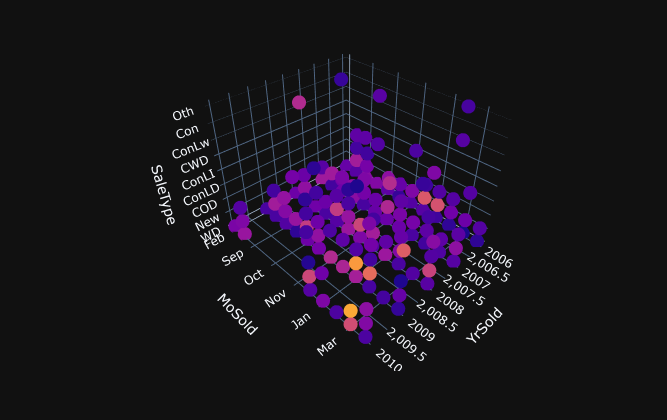 Oth
Con
ConLw
CWD
ConLI
ConLD
COD
New
WD
SaleType
Feb
Sep
Oct
Nov
Jan
Mar
MoSold
2006
2,006.5
2007
2,007.5
2008
2,008.5
2009
2,009.5
2010
YrSold